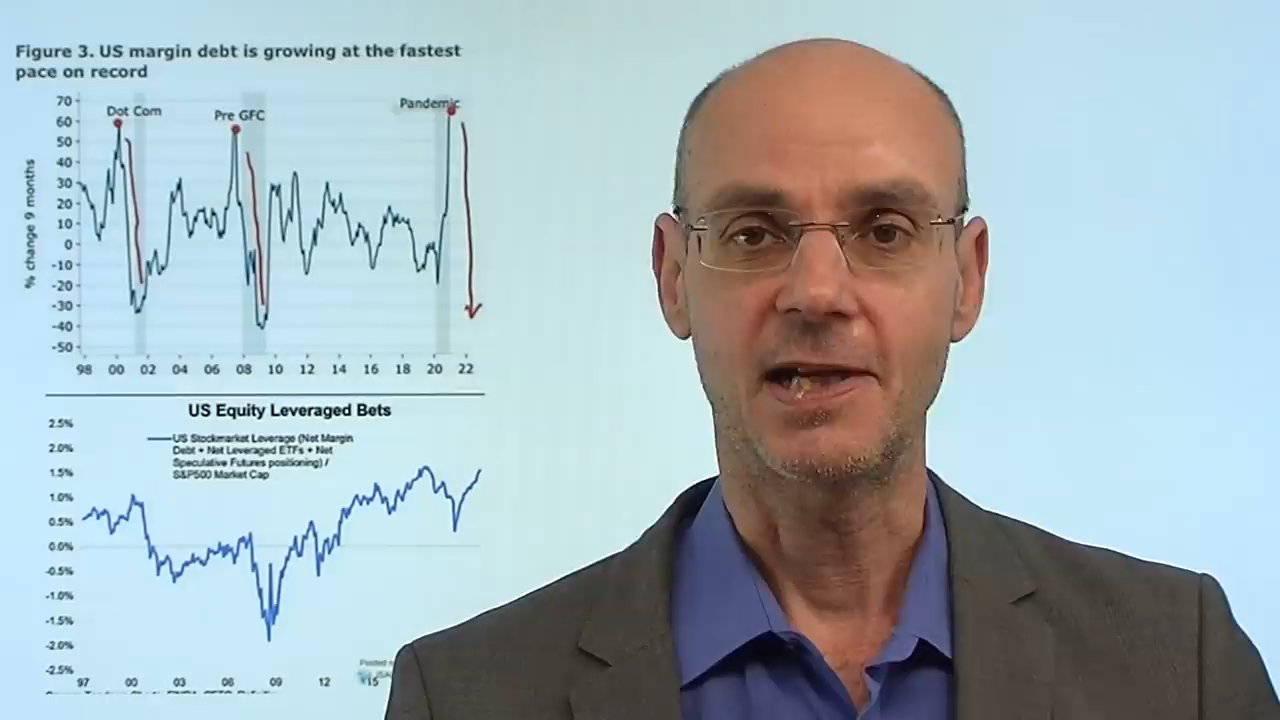 Figure 3. US margin debt is growing at the fastest
pace on record
% change 9 months
70
60
50
40
30
20
10
0
-10
-20
-30
-40
-50
Dot Com
Pre GFC
Pandemic
98 00 02 04 06 08 10 12 14 16 18 20 22
US Equity Leveraged Bets
2.5%
2.0%
1.5%
1.0%
0.5%
0.0%
-0.5%
-1.0%
-1.5%
-2.0%
-2.5%
US Stockmarket Leverage (Net Margin
Debt + Net Leveraged ETFs + Net
Speculative Futures positioning) /
S&P500 Market Cap
Posted
97 00 03 06 09 12 15